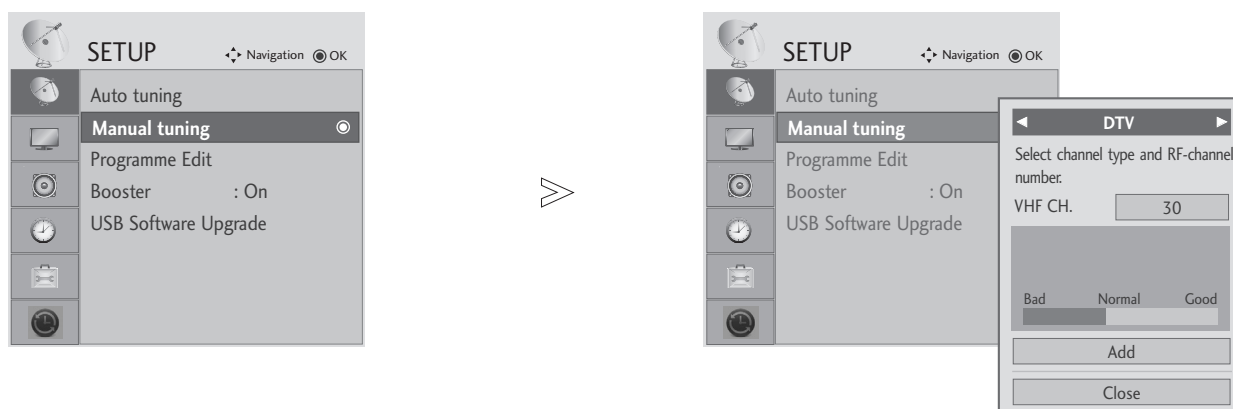 SETUP Navigation OK
Auto tuning
Manual tuning
Programme Edit
Booster : On
USB Software Upgrade
SETUP Navigation OK
Auto tuning
Manual tuning
Programme Edit
Booster : On
USB Software Upgrade
DTV
Select channel type and RF-channel
number.
VHF CH. 30
Bad Normal Good
Add
Close